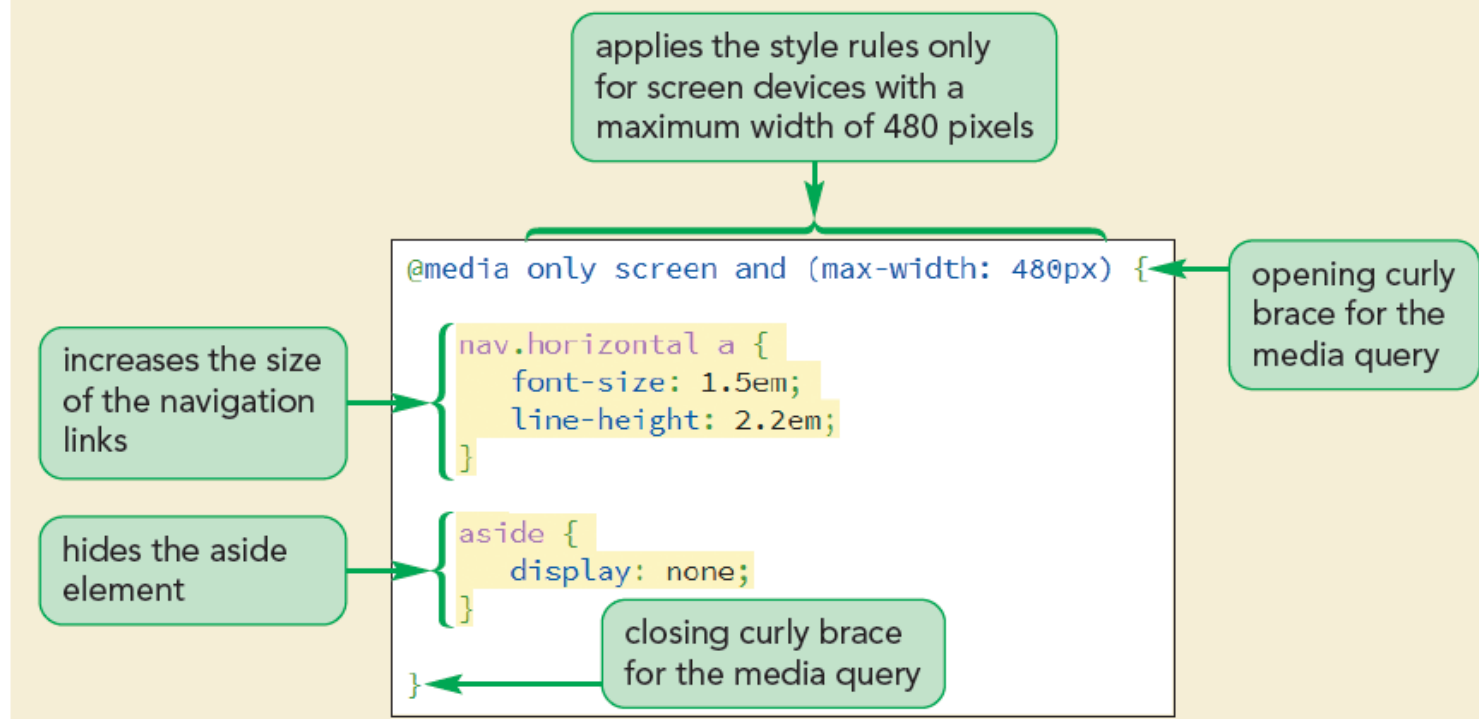 applies the style rules only
for screen devices with a
maximum width of 480 pixels
@media only screen and (max-width: 480px) {
opening curly
brace for the
media query
increases the size
of the navigation
links
nav.horizontal a {
font-size: 1.5em;
line-height: 2.2em;
}
hides the aside
element
aside {
display: none;
}
closing curly brace
for the media query
}